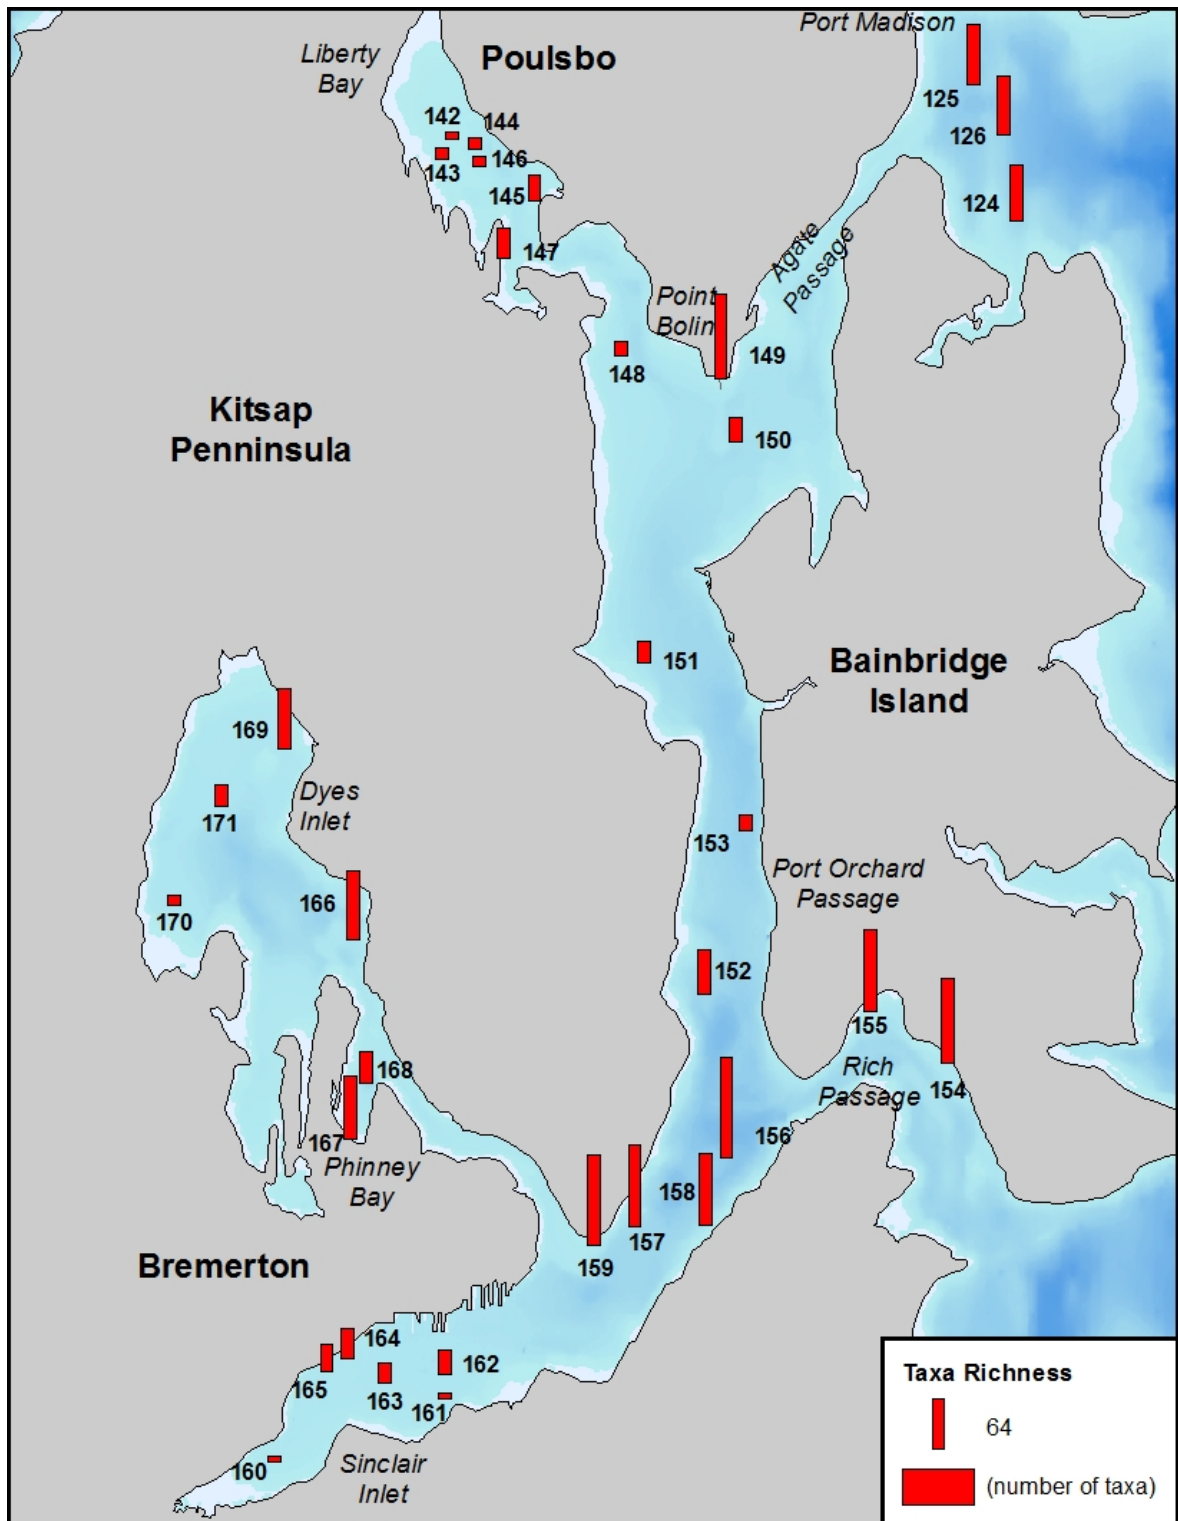 Port Madison
Liberty
Bay
Poulsbo
125
142
144
126
143
146
145
124
147
Agate
Passage
Point
Bolin
149
148
Kitsap
Penninsula
150
151
Bainbridge
Island
169
Dyes
Inlet
171
153
Port Orchard
Passage
166
170
152
155
Rich
Passage
154
168
156
167
Phinney
Bay
158
157
159
Bremerton
164
162
165
163
161
160
Sinclair
Inlet
Taxa Richness
64
(number of taxa)